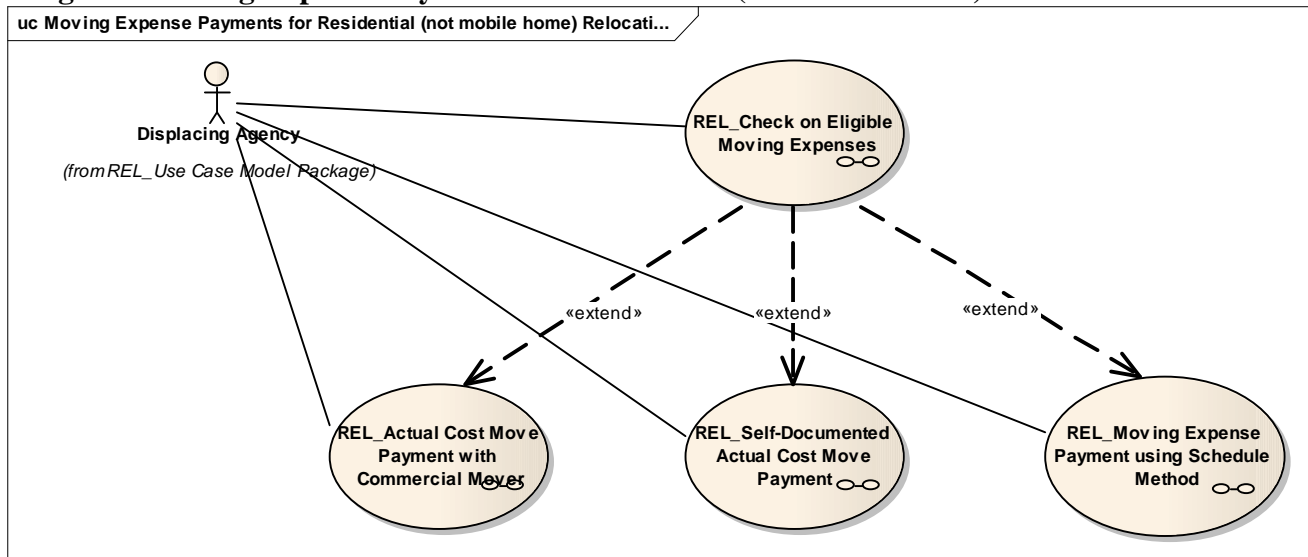 uc Moving Expense Payments for Residential (not mobile home) Relocati...
Displacing Agency
(from REL_Use Case Model Package)
REL_Check on Eligible
Moving Expenses
«extend»
«extend»
«extend»
REL_Actual Cost Move
Payment with
Commercial Mover
REL_Self-Documented
Actual Cost Move
Payment
REL_Moving Expense
Payment using Schedule
Method